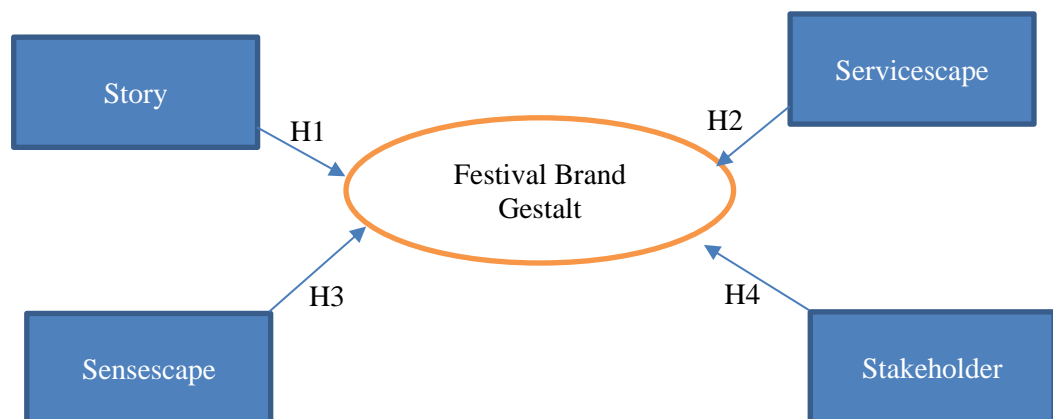 Story
Servicescape
H1
H2
Festival Brand
Gestalt
H3
H4
Sensescape
Stakeholder